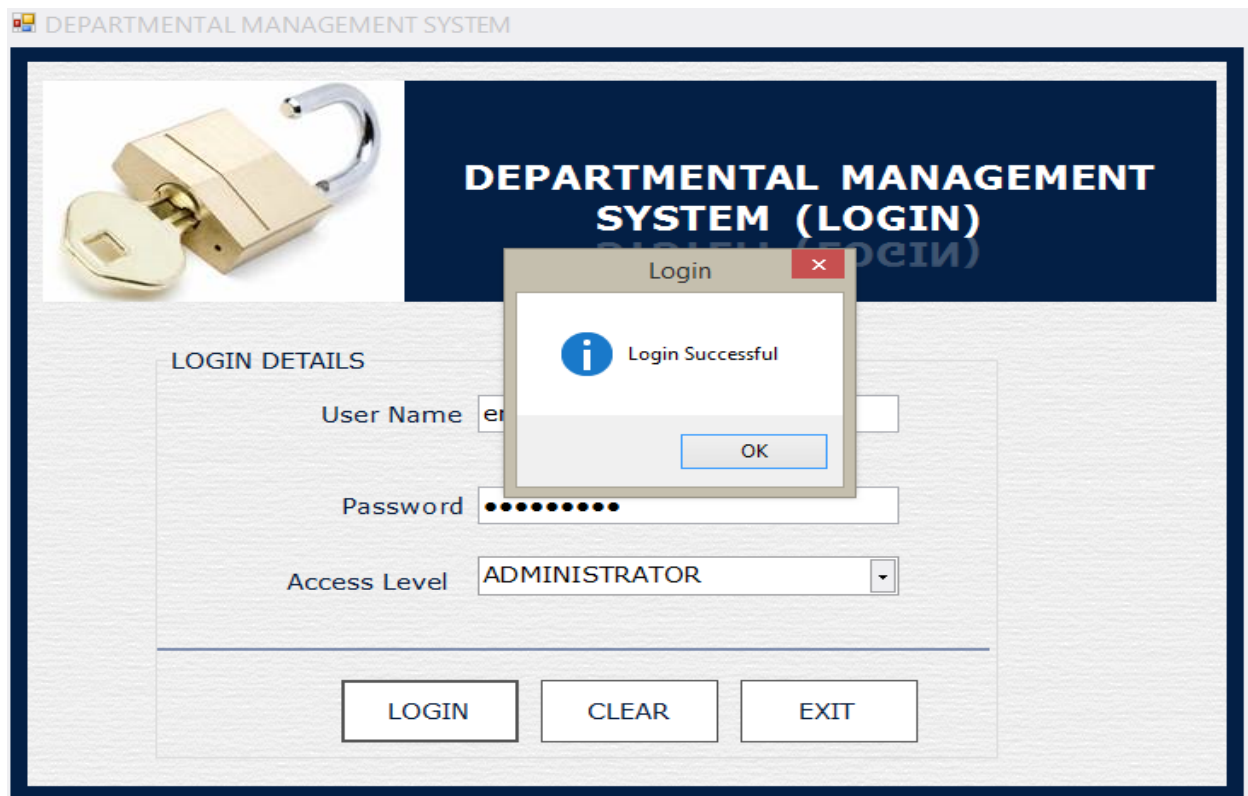 DEPARTMENTAL MANAGEMENT SYSTEM
DEPARTMENTAL MANAGEMENT
SYSTEM (LOGIN)
Login
Login Successful
OK
LOGIN DETAILS
User Name
Password
Access Level ADMINISTRATOR
LOGIN CLEAR EXIT